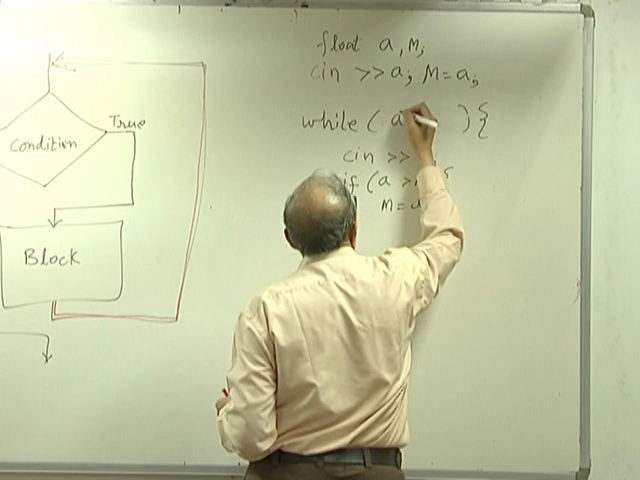 True
Condition
Block
float a, m;
cin >> a; m = a;
while ( a ) {
cin >>
if ( a >
m =